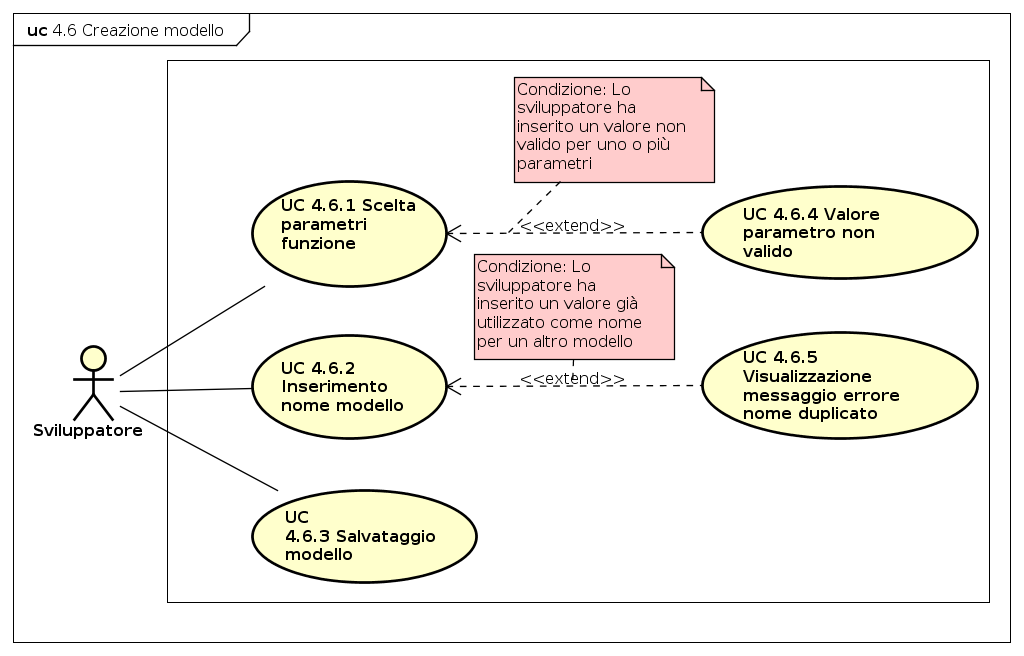 uc 4.6 Creazione modello
Condizione: Lo
sviluppatore ha
inserito un valore non
valido per uno o più
parametri
UC 4.6.1 Scelta
parametri
funzione
<<extend>>
UC 4.6.4 Valore
parametro non
valido
Condizione: Lo
sviluppatore ha
inserito un valore già
utilizzato come nome
per un altro modello
UC 4.6.2
Inserimento
nome modello
<<extend>>
UC 4.6.5
Visualizzazione
messaggio errore
nome duplicato
Sviluppatore
UC
4.6.3 Salvataggio
modello